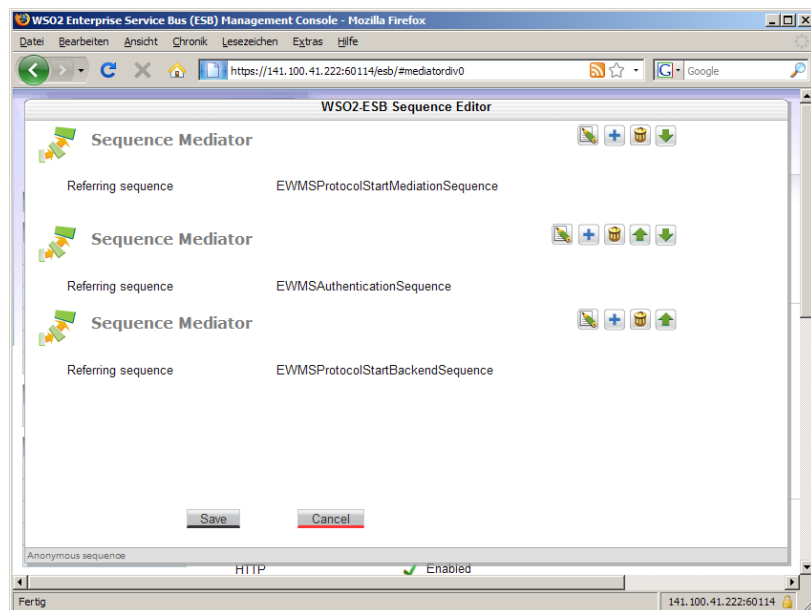 WSO2 Enterprise Service Bus (ESB) Management Console - Mozilla Firefox
Datei Bearbeiten Ansicht Chronik Lesezeichen Extras Hilfe
https://141.100.41.222:60114/esb/#mediatordiv0 G Google
WSO2-ESB Sequence Editor
Sequence Mediator
Referring sequence EWMSProtocolStartMediationSequence
Sequence Mediator
Referring sequence EWMSAuthenticationSequence
Sequence Mediator
Referring sequence EWMSProtocolStartBackendSequence
Save Cancel
Anonymous sequence
HTTP Enabled
Fertig 141.100.41.222:60114